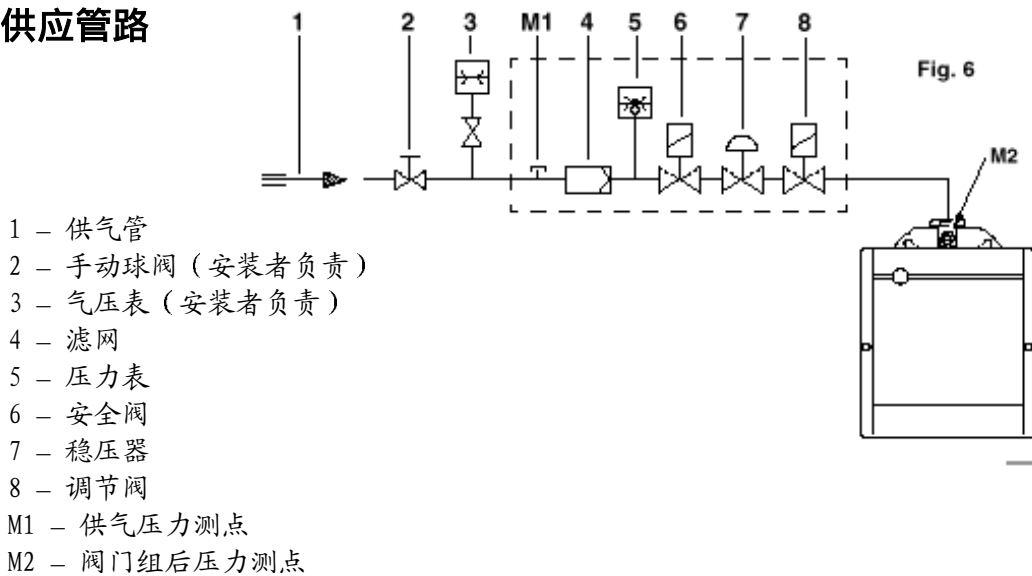 供应管路
1 2 3 M1 4 5 6 7 8
Fig. 6
M2
1 – 供气管
2 – 手动球阀（安装者负责）
3 – 气压表（安装者负责）
4 – 滤网
5 – 压力表
6 – 安全阀
7 – 稳压器
8 – 调节阀
M1 – 供气压力测点
M2 – 阀门组后压力测点